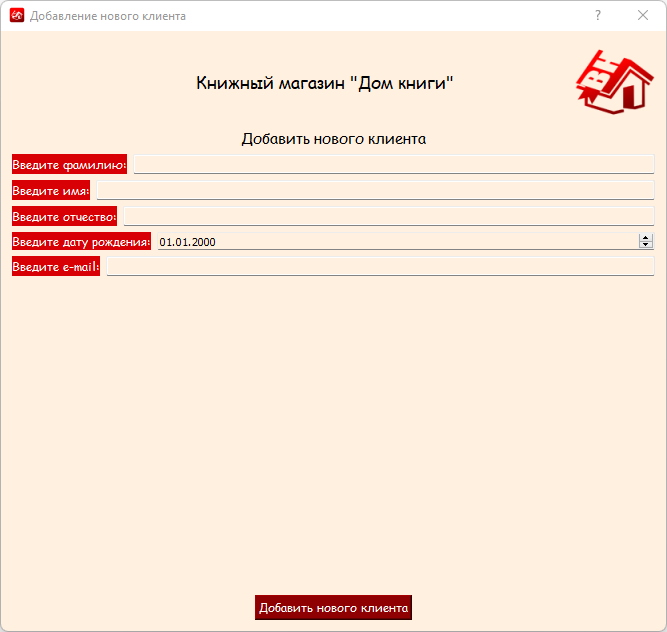 Добавление нового клиента
?
Книжный магазин "Дом книги"
Добавить нового клиента
Введите фамилию:
Введите имя:
Введите отчество:
Введите дату рождения: 01.01.2000
Введите e-mail:
Добавить нового клиента